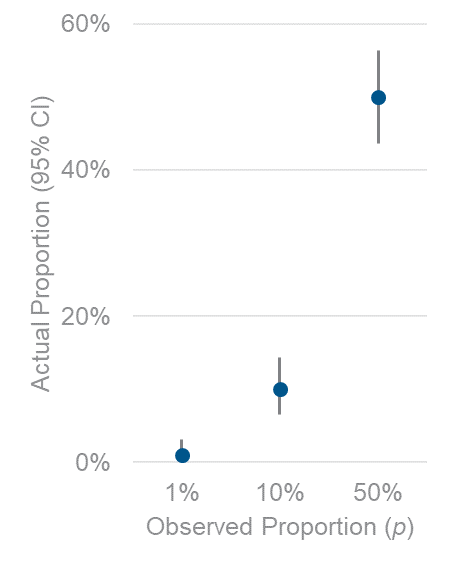 60%
40%
20%
0%
Actual Proportion (95% CI)
1% 10% 50%
Observed Proportion (p)